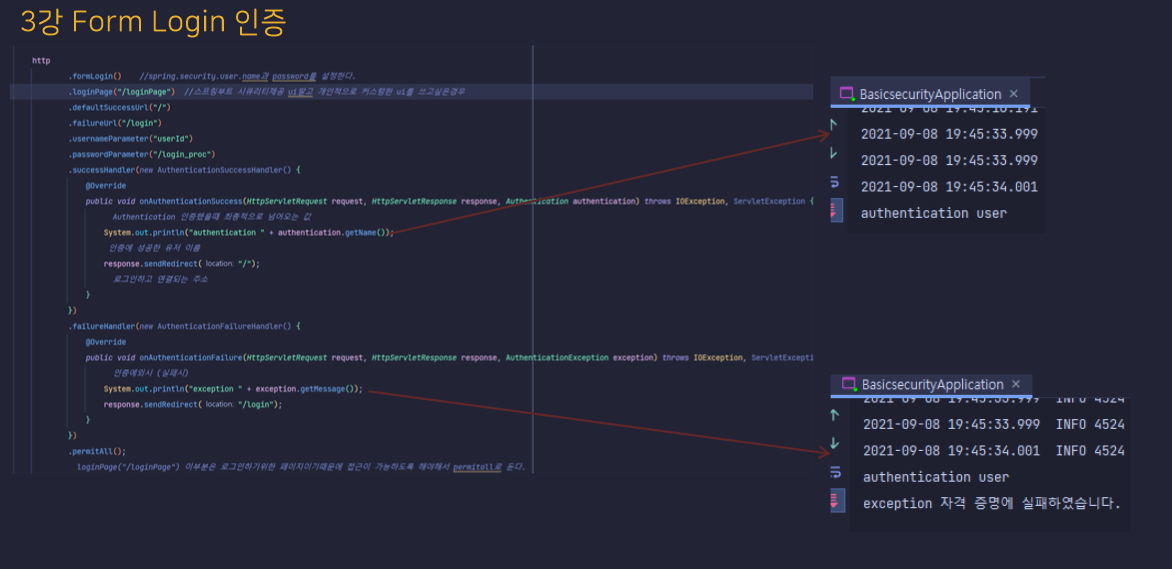 3강 Form Login 인증
http
.formLogin() //spring.security.user.name과 password를 설정한다.
.loginPage("/loginPage") //스프링부트 시큐리티제공 ui말고 개인적으로 커스텀한 ui를 쓰고싶은경우
.defaultSuccessUrl("/")
.failureUrl("/login")
.usernameParameter("userId")
.passwordParameter("/login_proc")
.successHandler(new AuthenticationSuccessHandler() {
@Override
public void onAuthenticationSuccess(HttpServletRequest request, HttpServletResponse response, Authentication authentication) throws IOException, ServletException {
Authentication 인증했을때 최종적으로 넘어오는 값
System.out.println("authentication " + authentication.getName());
인증에 성공한 유저 이름
response.sendRedirect( location: "/");
로그인하고 연결되는 주소
}
})
.failureHandler(new AuthenticationFailureHandler() {
@Override
public void onAuthenticationFailure(HttpServletRequest request, HttpServletResponse response, AuthenticationException exception) throws IOException, ServletExcepti
인증예외시 (실패시)
System.out.println("exception " + exception.getMessage());
response.sendRedirect( location: "/login");
}
})
.permitAll();
loginPage("/loginPage") 이부분은 로그인하기위한 페이지이기때문에 접근이 가능하도록 해야해서 permitall로 둔다.
BasicsecurityApplication ×
2021-09-08 19:45:10.191
2021-09-08 19:45:33.999
2021-09-08 19:45:33.999
2021-09-08 19:45:34.001
authentication user
BasicsecurityApplication ×
2021-09-08 19:45:33.999 INFO 4524
2021-09-08 19:45:33.999 INFO 4524
2021-09-08 19:45:34.001 INFO 4524
authentication user
exception 자격 증명에 실패하였습니다.